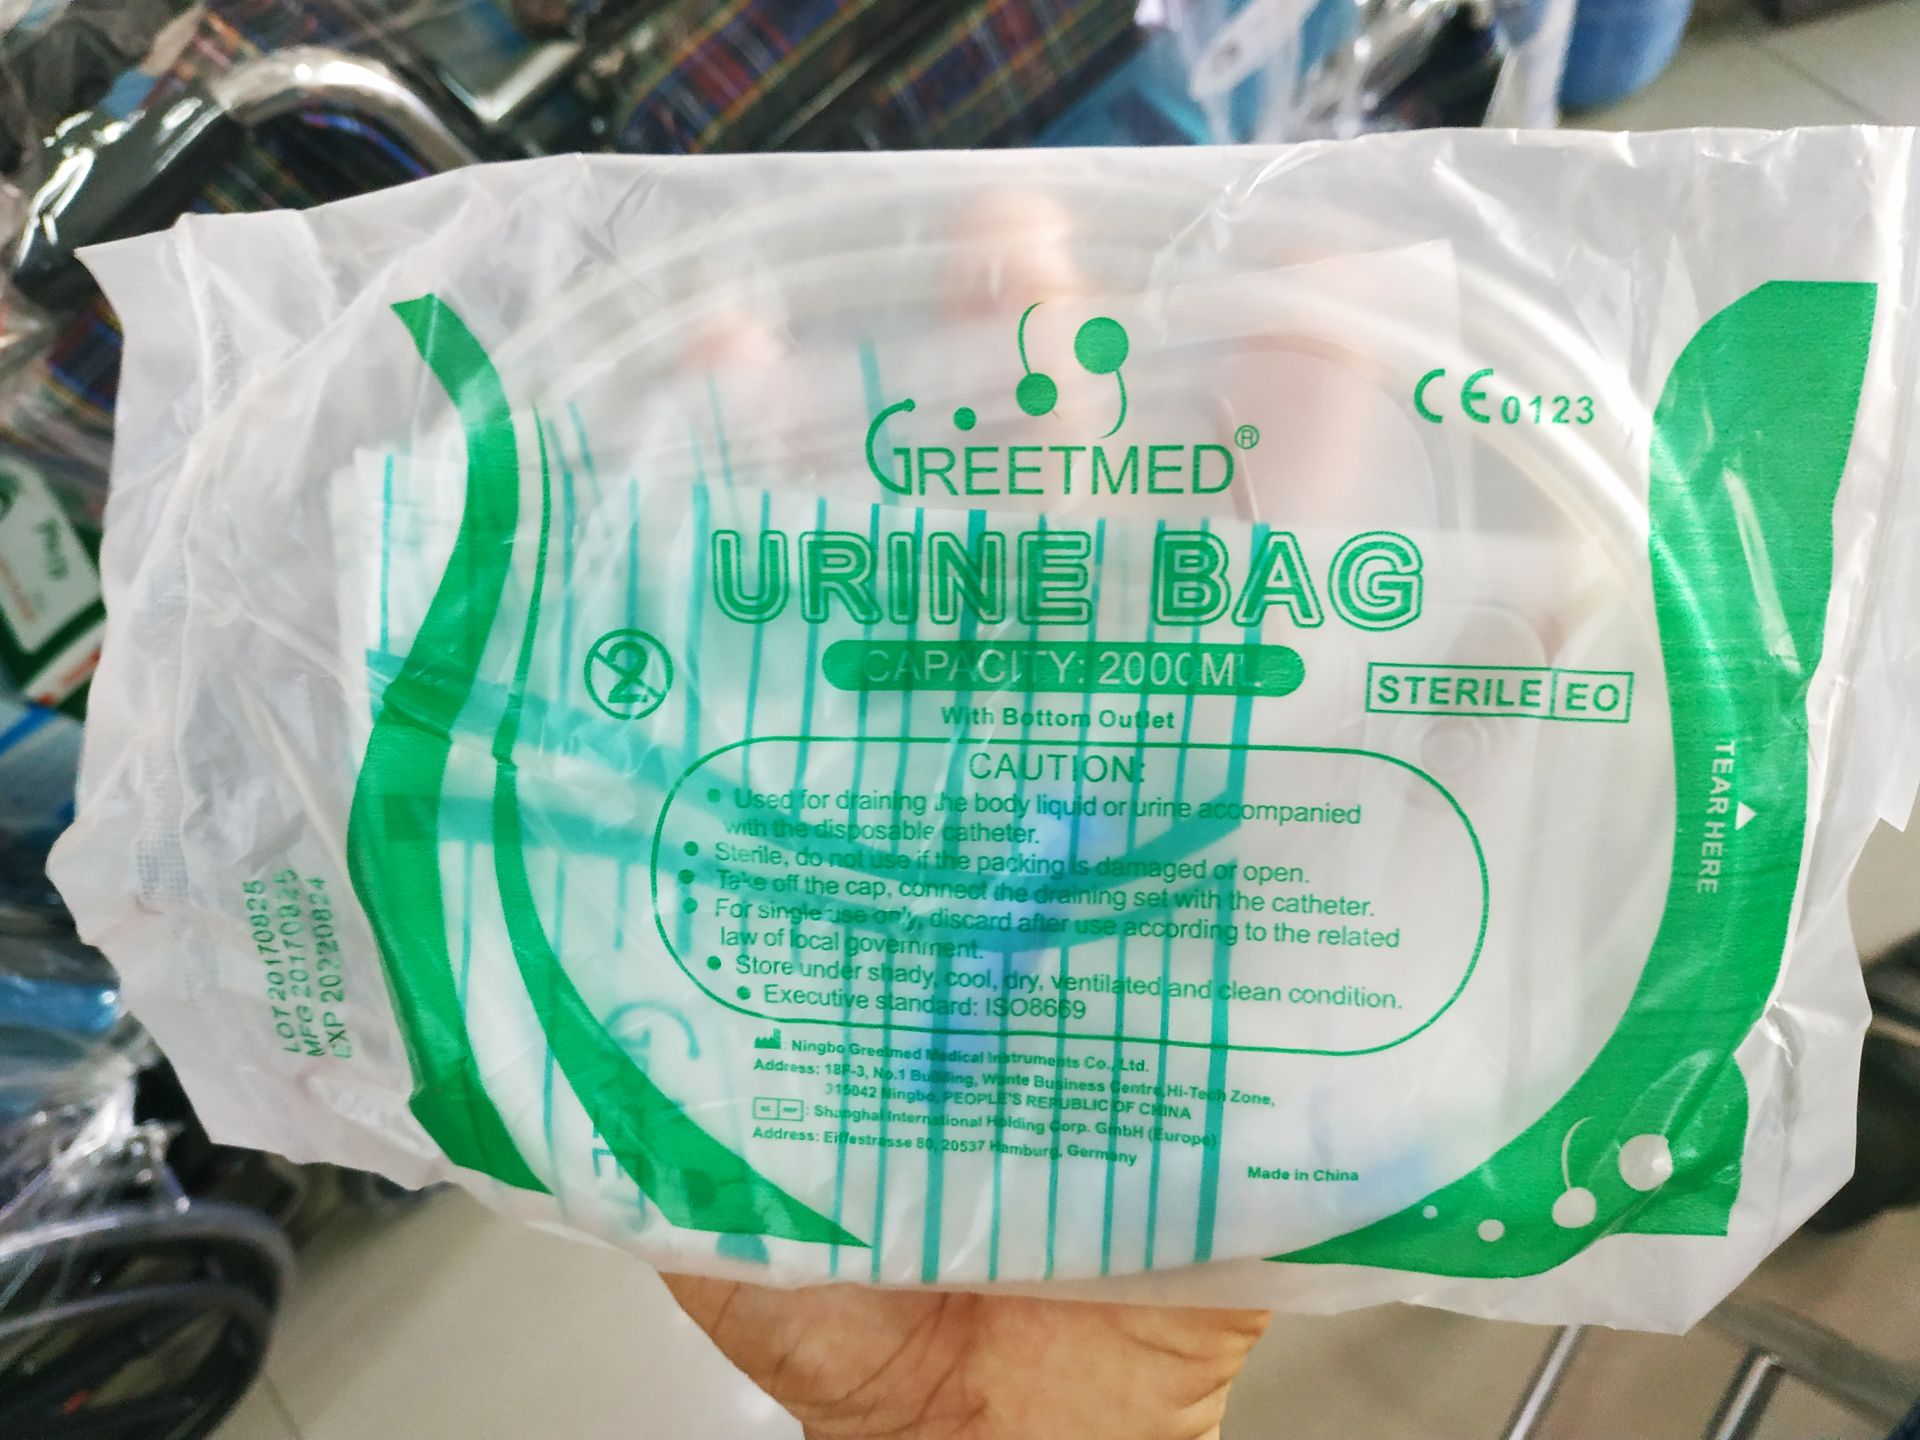 GREETMED®
CE0123
URINE BAG
2
CAPACITY: 2000ML
STERILE EO
With Bottom Outlet
TEAR HERE
CAUTION:
Used for draining the body liquid or urine accompanied
with the disposable catheter.
Sterile, do not use if the packing is damaged or open.
Take off the cap, connect the draining set with the catheter.
For single use only, discard after use according to the related
law of local government.
Store under shady, cool, dry, ventilated and clean condition.
Executive standard: ISO8669
: Ningbo Greetmed Medical Instruments Co., Ltd.
Address: 18F-3, No.1 Building, Wante Business Centre,Hi-Tech Zone,
315042 Ningbo, PEOPLE'S REPUBLIC OF CHINA
EC REP : Shanghai International Holding Corp. GmbH (Europe)
Address: Eiffestrasse 80, 20537 Hamburg, Germany
Made in China
LOT 20170825
MFG 20170825
EXP 20220824